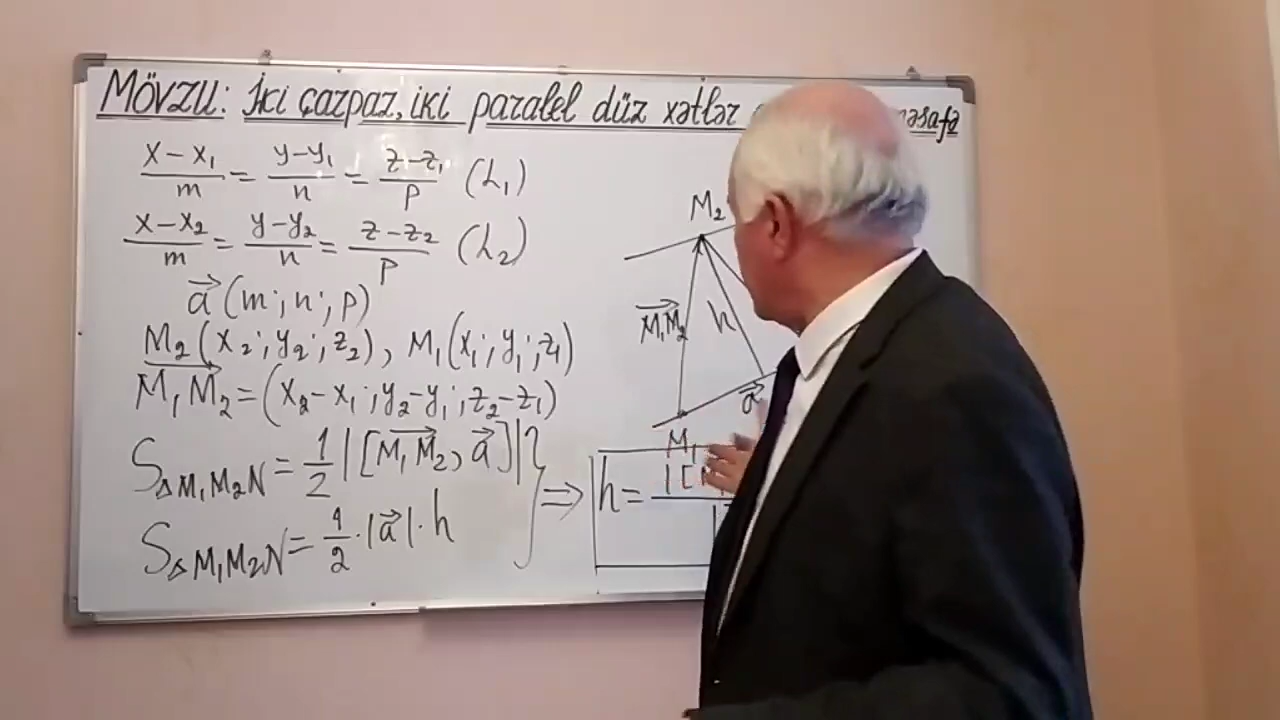 MÖVZU: İki çarpaz, iki paralel düz xətlər məsafə
x-x₁/m = y-y₁/n = z-z₁/p (L₁)
x-x₂/m = y-y₂/n = z-z₂/p (L₂)
a⃗(m;n;p)
M₂(x₂;y₂;z₂), M₁(x₁;y₁;z₁)
M₁M₂⃗ = (x₂-x₁;y₂-y₁;z₂-z₁)
S△M₁M₂N = 1/2 |[M₁M₂⃗, a⃗]| }
S△M₁M₂N = 1/2 · |a⃗| · h
⇒ h = |[M
M₂
M₁M₂⃗
h
a⃗
M₁